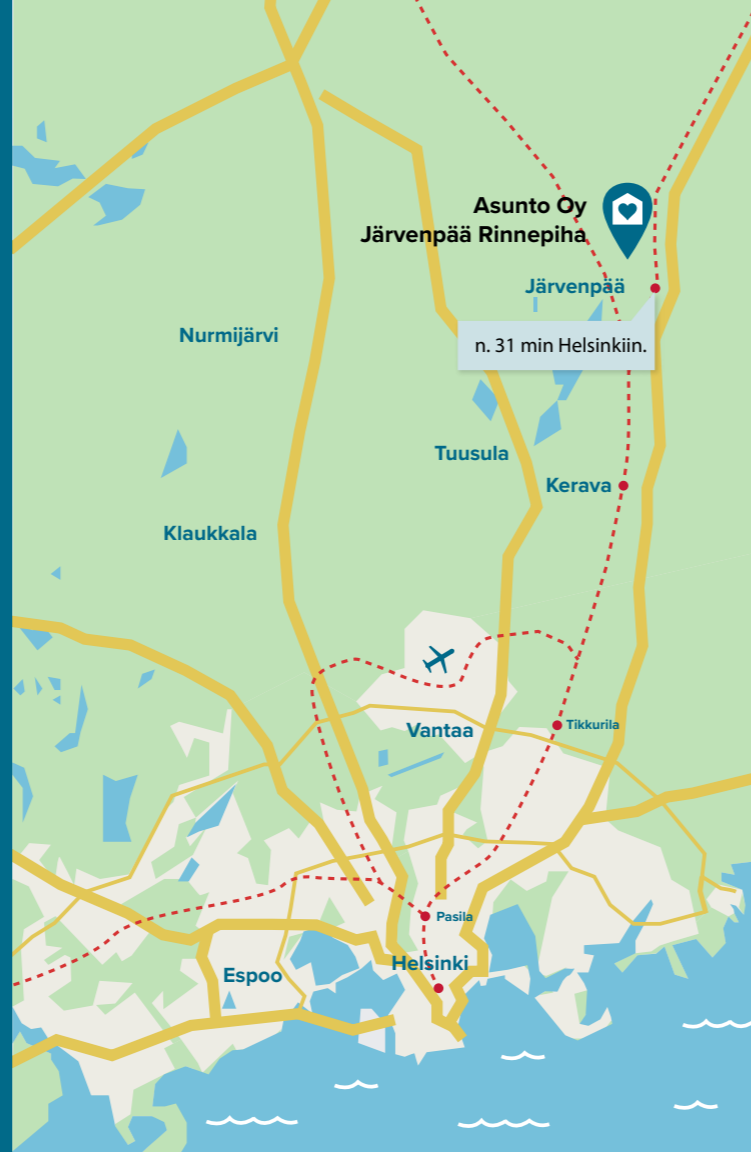 Asunto Oy
Järvenpää Rinnepiha
Järvenpää
n. 31 min Helsinkiin.
Nurmijärvi
Tuusula
Kerava
Klaukkala
Tikkurila
Vantaa
Pasila
Helsinki
Espoo